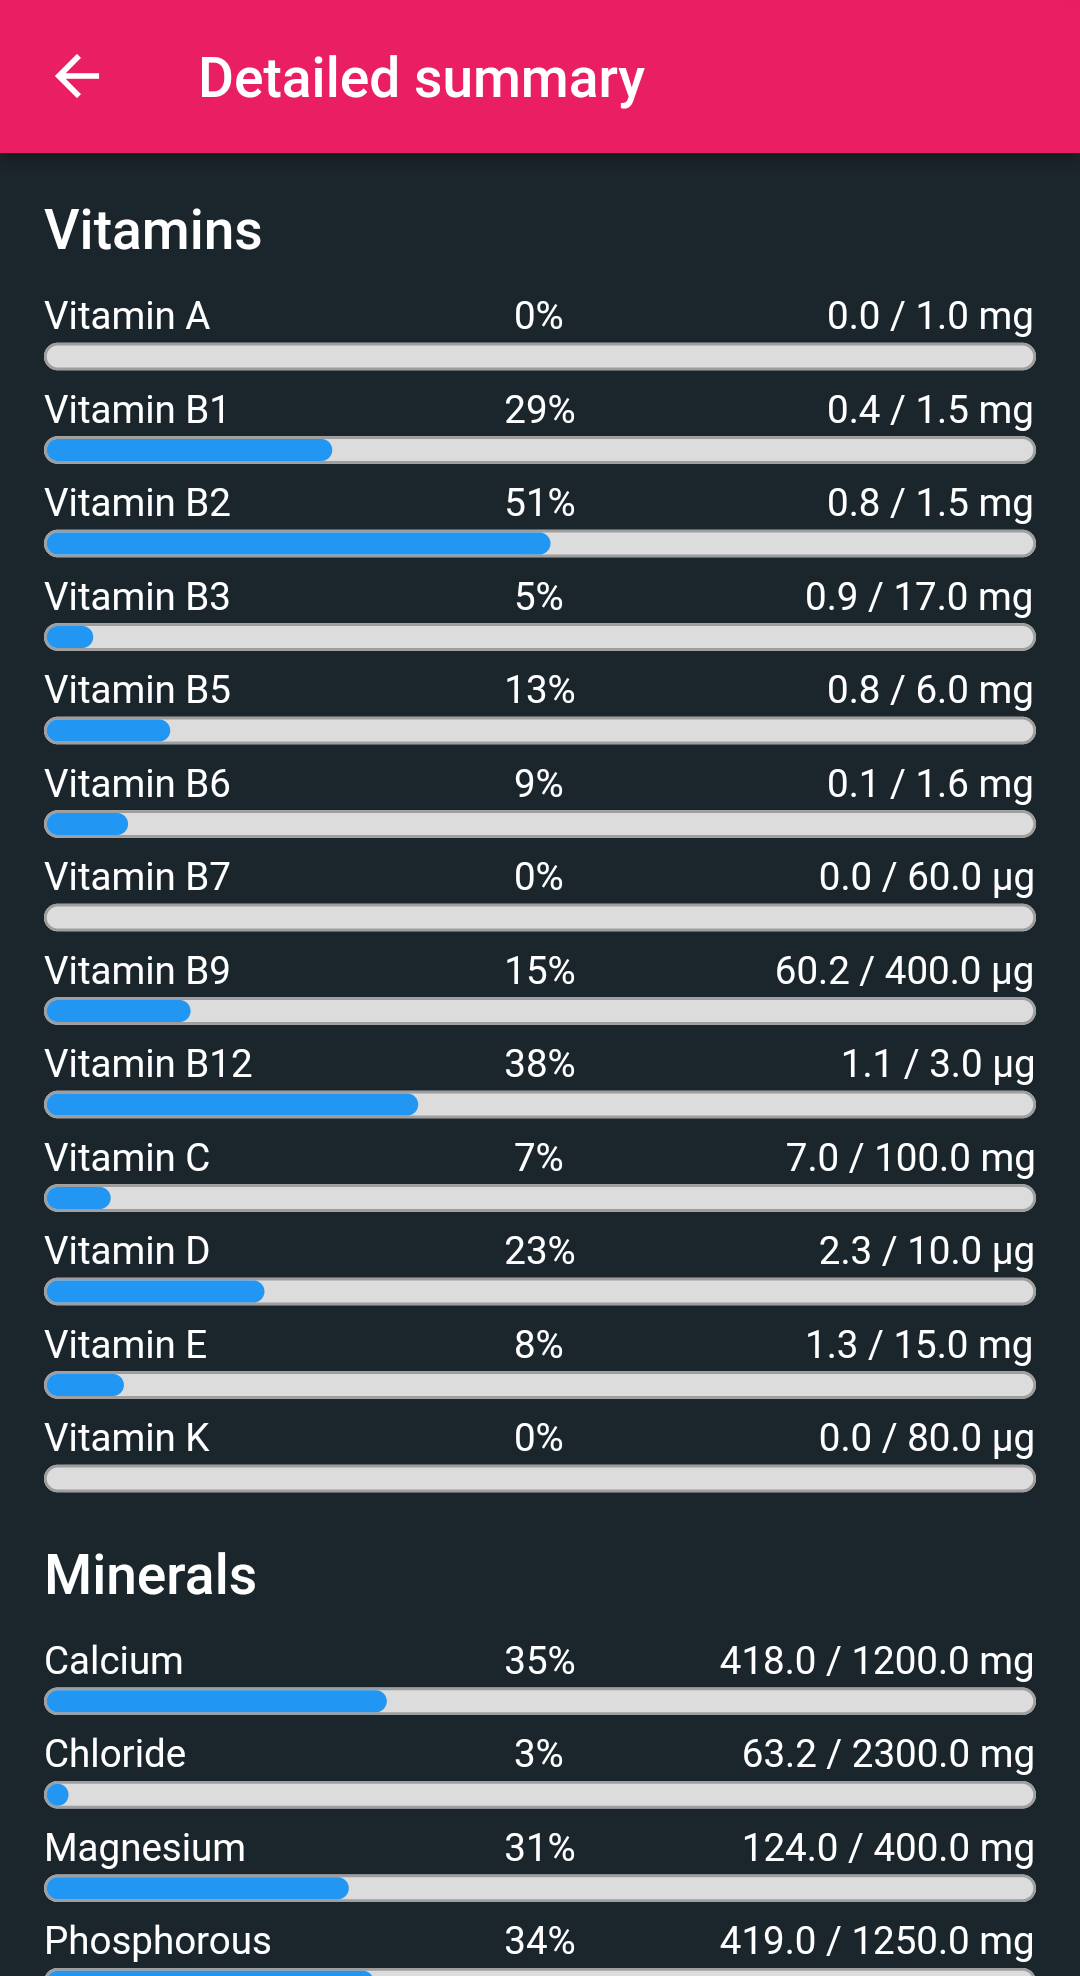 Detailed summary
Vitamins
Vitamin A 0% 0.0 / 1.0 mg
Vitamin B1 29% 0.4 / 1.5 mg
Vitamin B2 51% 0.8 / 1.5 mg
Vitamin B3 5% 0.9 / 17.0 mg
Vitamin B5 13% 0.8 / 6.0 mg
Vitamin B6 9% 0.1 / 1.6 mg
Vitamin B7 0% 0.0 / 60.0 µg
Vitamin B9 15% 60.2 / 400.0 µg
Vitamin B12 38% 1.1 / 3.0 µg
Vitamin C 7% 7.0 / 100.0 mg
Vitamin D 23% 2.3 / 10.0 µg
Vitamin E 8% 1.3 / 15.0 mg
Vitamin K 0% 0.0 / 80.0 µg
Minerals
Calcium 35% 418.0 / 1200.0 mg
Chloride 3% 63.2 / 2300.0 mg
Magnesium 31% 124.0 / 400.0 mg
Phosphorous 34% 419.0 / 1250.0 mg